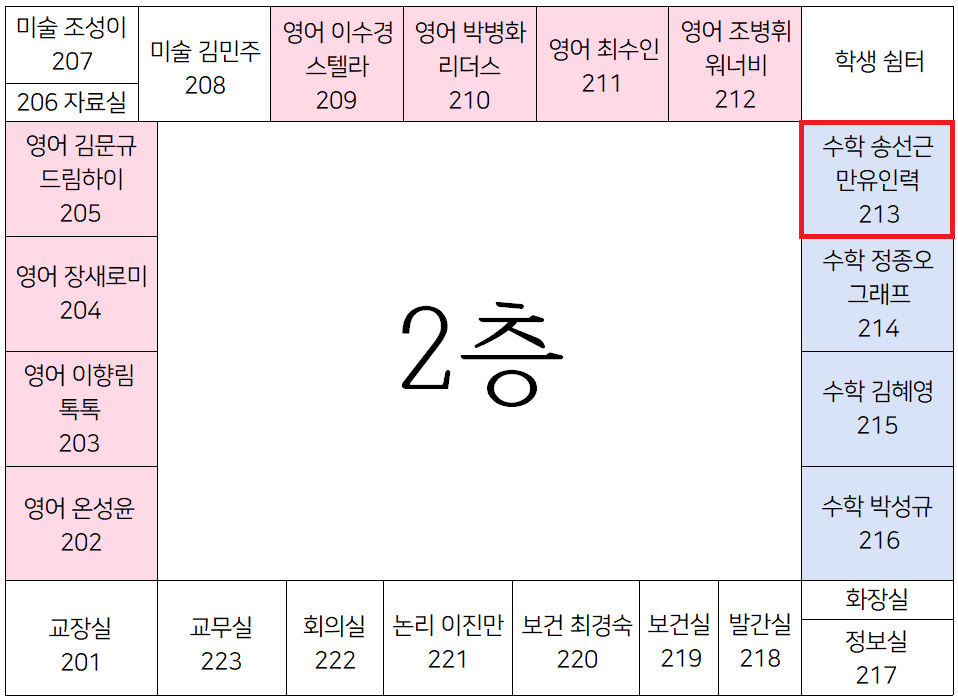 미술 조성이
207
206 자료실
미술 김민주
208
영어 이수경
스텔라
209
영어 박병화
리더스
210
영어 최수인
211
영어 조병휘
워너비
212
학생 쉼터
영어 김문규
드림하이
205
수학 송선근
만유인력
213
영어 장새로미
204
수학 정종오
그래프
214
2층
영어 이향림
톡톡
203
수학 김혜영
215
영어 온성윤
202
수학 박성규
216
교장실
201
교무실
223
회의실
222
논리 이진만
221
보건 최경숙
220
보건실
219
발간실
218
화장실
정보실
217